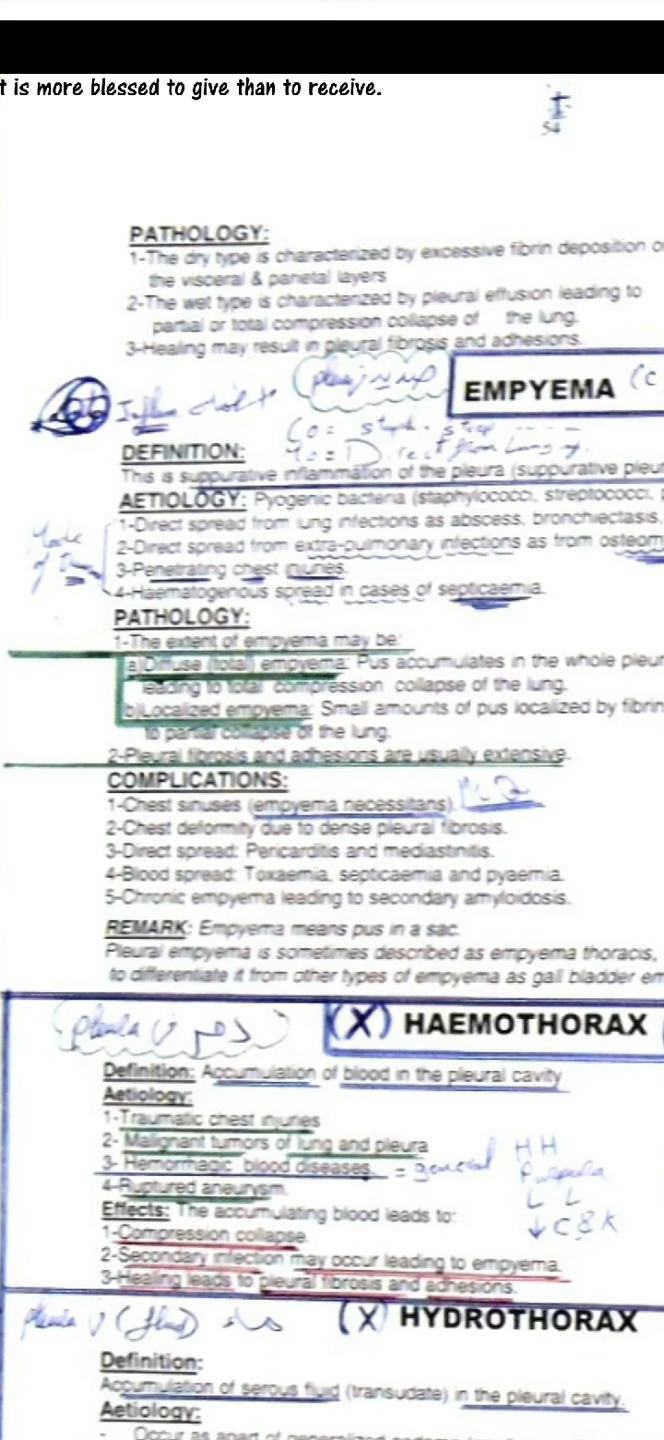 t is more blessed to give than to receive.
54
PATHOLOGY:
1-The dry type is characterized by excessive fibrin deposition o
the visceral & parietal layers
2-The wet type is characterized by pleural effusion leading to
partial or total compression collapse of the lung.
3-Healing may result in pleural fibrosis and adhesions.
EMPYEMA (C
DEFINITION:
This is suppurative inflammation of the pleura (suppurative pleur
AETIOLOGY: Pyogenic bacteria (staphylococci, streptococci,
1-Direct spread from lung infections as abscess, bronchiectasis,
2-Direct spread from extra-pulmonary infections as from osteom
3-Penetrating chest injuries.
4-Haematogenous spread in cases of septicaemia.
PATHOLOGY:
1-The extent of empyema may be:
a)Diffuse (total) empyema: Pus accumulates in the whole pleur
leading to total compression collapse of the lung.
b)Localized empyema: Small amounts of pus localized by fibrin
to partial collapse of the lung.
2-Pleural fibrosis and adhesions are usually extensive.
COMPLICATIONS:
1-Chest sinuses (empyema necessitans). McQ
2-Chest deformity due to dense pleural fibrosis.
3-Direct spread: Pericarditis and mediastinitis.
4-Blood spread: Toxaemia, septicaemia and pyaemia.
5-Chronic empyema leading to secondary amyloidosis.
REMARK: Empyema means pus in a sac.
Pleural empyema is sometimes described as empyema thoracis,
to differentiate it from other types of empyema as gall bladder em
(X) HAEMOTHORAX
Definition: Accumulation of blood in the pleural cavity
Aetiology:
1-Traumatic chest injuries
2- Malignant tumors of lung and pleura
3- Hemorrhagic blood diseases. = general
4-Ruptured aneurysm.
HH
Purpura
L L
↓ C & K
Effects: The accumulating blood leads to:
1-Compression collapse.
2-Secondary infection may occur leading to empyema.
3-Healing leads to pleural fibrosis and adhesions.
(fluid)
(X) HYDROTHORAX
Definition:
Accumulation of serous fluid (transudate) in the pleural cavity.
Aetiology:
- Occur as apart of generalized